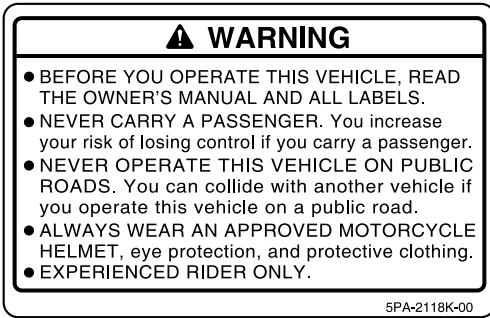 WARNING
● BEFORE YOU OPERATE THIS VEHICLE, READ
THE OWNER'S MANUAL AND ALL LABELS.
● NEVER CARRY A PASSENGER. You increase
your risk of losing control if you carry a passenger.
● NEVER OPERATE THIS VEHICLE ON PUBLIC
ROADS. You can collide with another vehicle if
you operate this vehicle on a public road.
● ALWAYS WEAR AN APPROVED MOTORCYCLE
HELMET, eye protection, and protective clothing.
● EXPERIENCED RIDER ONLY.
5PA-2118K-00